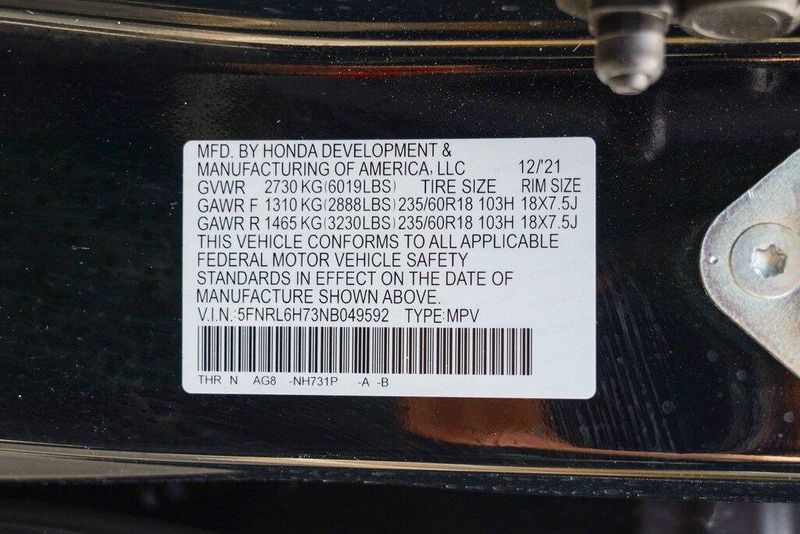 MFD. BY HONDA DEVELOPMENT &
MANUFACTURING OF AMERICA, LLC 12/'21
GVWR 2730 KG(6019LBS) TIRE SIZE RIM SIZE
GAWR F 1310 KG(2888LBS) 235/60R18 103H 18X7.5J
GAWR R 1465 KG(3230LBS) 235/60R18 103H 18X7.5J
THIS VEHICLE CONFORMS TO ALL APPLICABLE
FEDERAL MOTOR VEHICLE SAFETY
STANDARDS IN EFFECT ON THE DATE OF
MANUFACTURE SHOWN ABOVE.
V.I.N.:5FNRL6H73NB049592 TYPE:MPV
THR N AG8 -NH731P -A -B